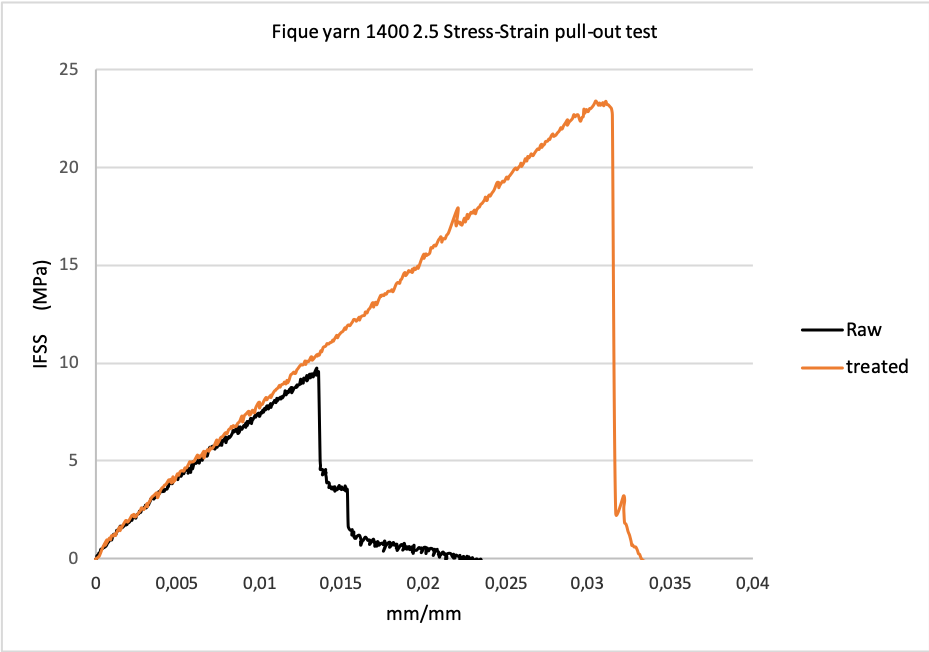 Fique yarn 1400 2.5 Stress-Strain pull-out test
25
20
15
10
5
0
IFSS (MPa)
0 0,005 0,01 0,015 0,02 0,025 0,03 0,035 0,04
mm/mm
Raw
treated